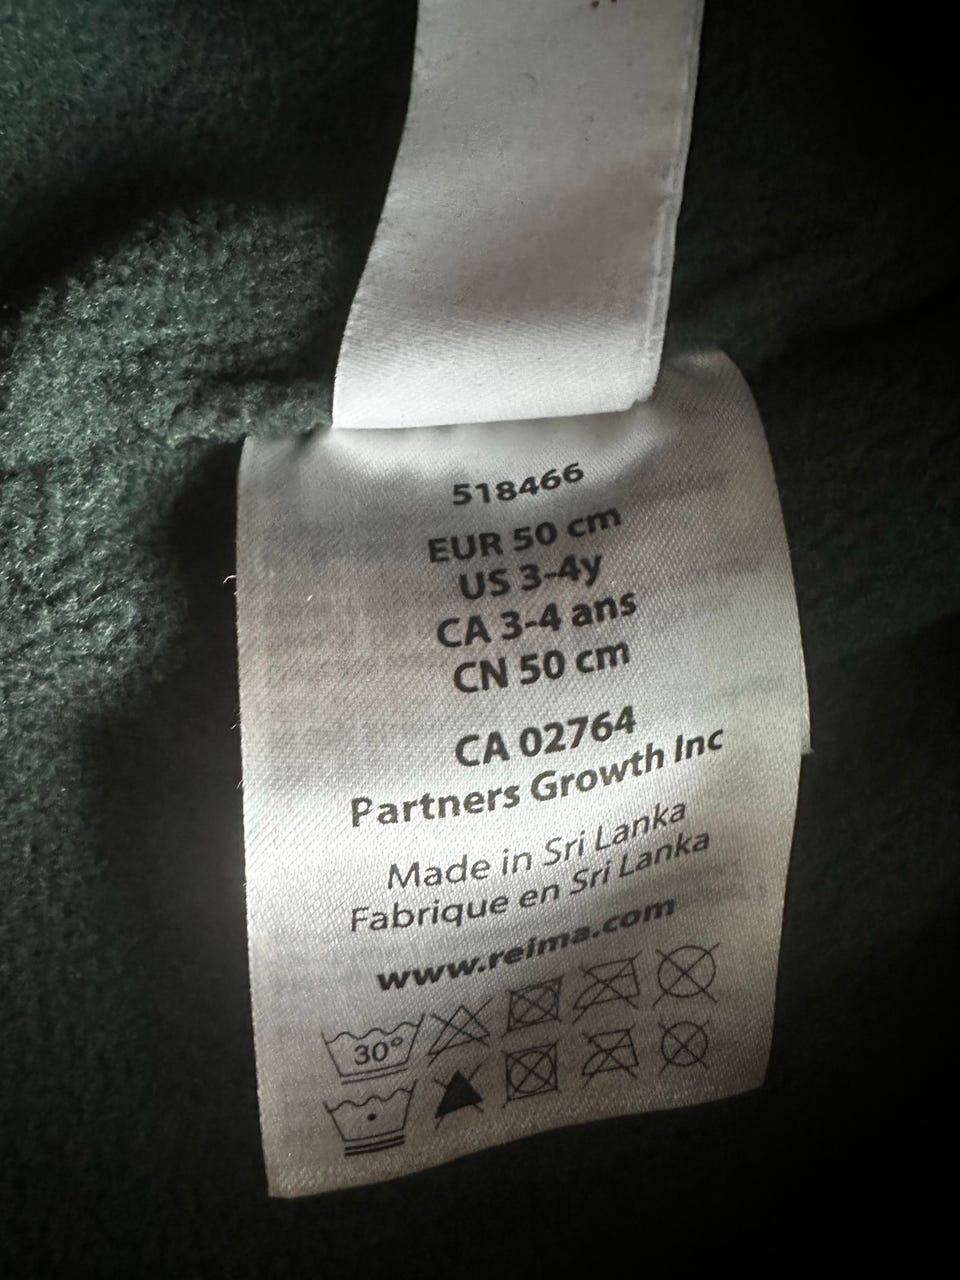 518466
EUR 50 cm
US 3-4y
CA 3-4 ans
CN 50 cm
CA 02764
Partners Growth Inc
Made in Sri Lanka
Fabrique en Sri Lanka
www.reima.com
30°